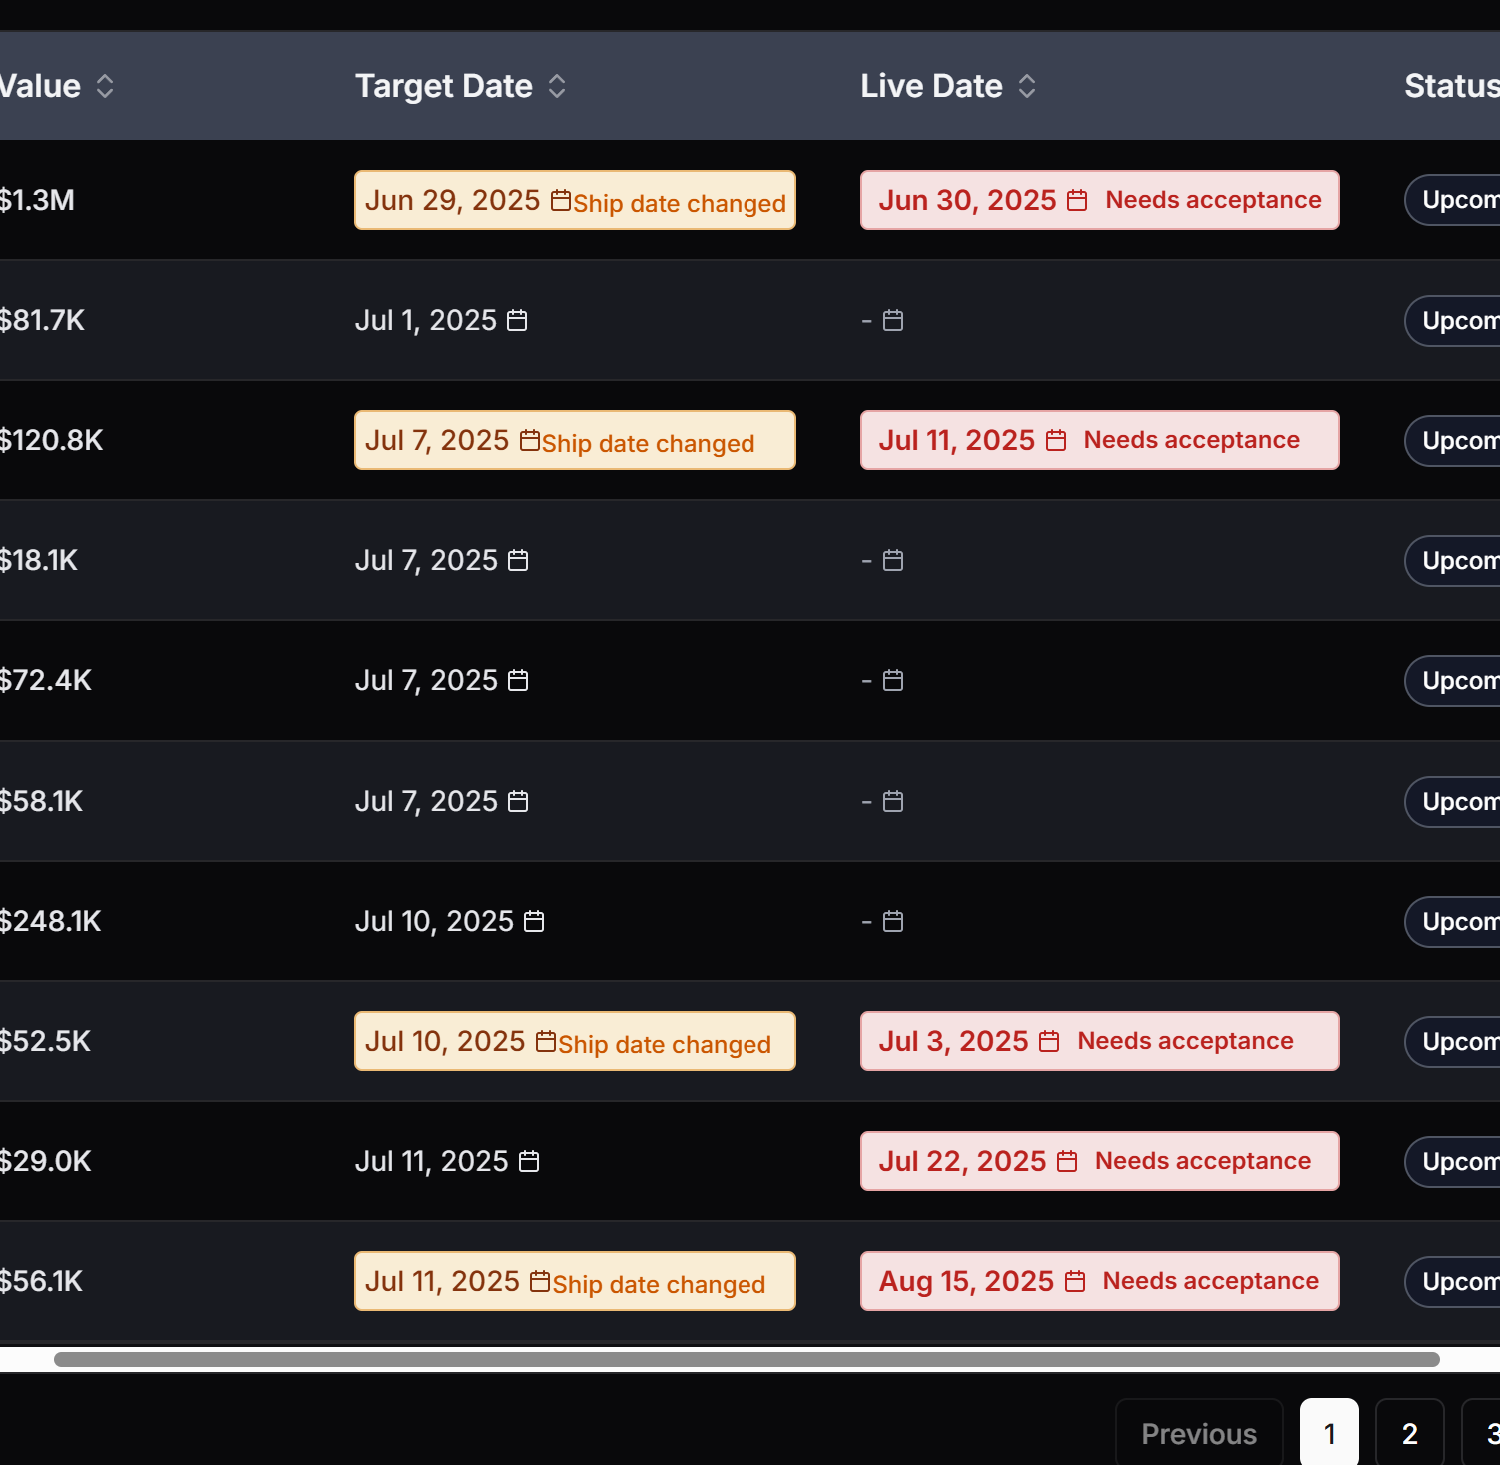 Value Target Date Live Date Status
$1.3M Jun 29, 2025 Ship date changed Jun 30, 2025 Needs acceptance Upcom
$81.7K Jul 1, 2025 - Upcom
$120.8K Jul 7, 2025 Ship date changed Jul 11, 2025 Needs acceptance Upcom
$18.1K Jul 7, 2025 - Upcom
$72.4K Jul 7, 2025 - Upcom
$58.1K Jul 7, 2025 - Upcom
$248.1K Jul 10, 2025 - Upcom
$52.5K Jul 10, 2025 Ship date changed Jul 3, 2025 Needs acceptance Upcom
$29.0K Jul 11, 2025 Jul 22, 2025 Needs acceptance Upcom
$56.1K Jul 11, 2025 Ship date changed Aug 15, 2025 Needs acceptance Upcom
Previous 1 2 3